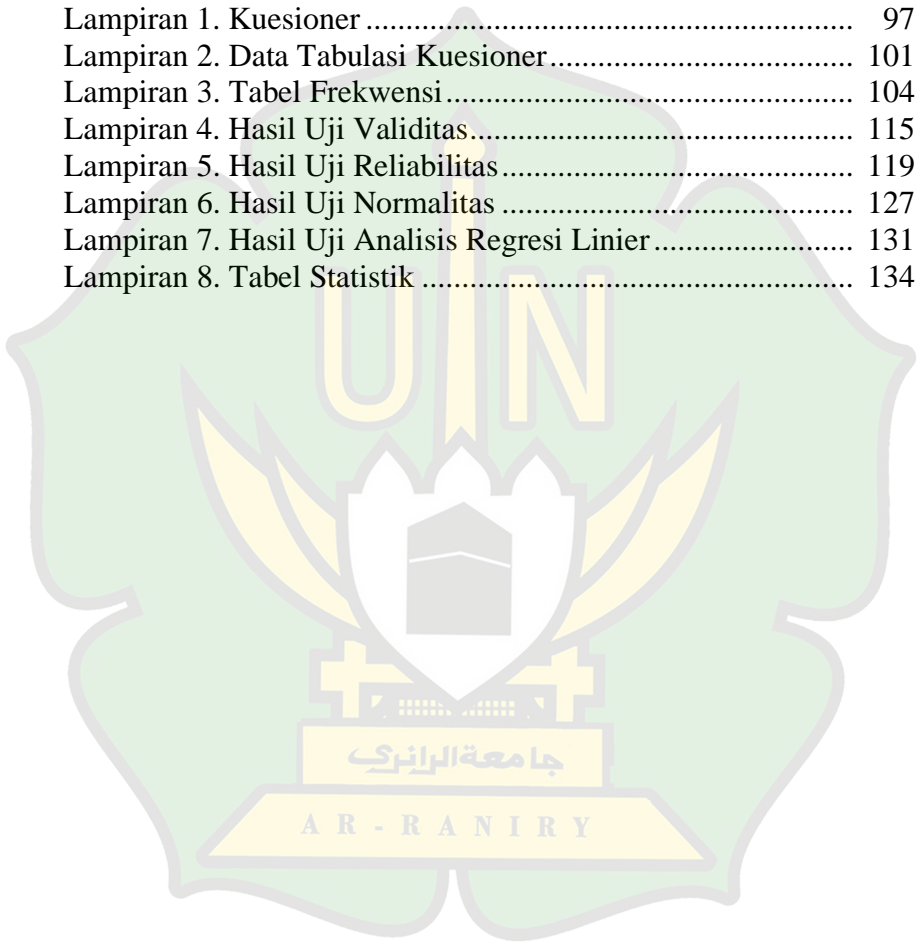 Lampiran 1. Kuesioner ................................................................. 97
Lampiran 2. Data Tabulasi Kuesioner ........................................ 101
Lampiran 3. Tabel Frekwensi ...................................................... 104
Lampiran 4. Hasil Uji Validitas ................................................... 115
Lampiran 5. Hasil Uji Reliabilitas ............................................... 119
Lampiran 6. Hasil Uji Normalitas ............................................... 127
Lampiran 7. Hasil Uji Analisis Regresi Linier ........................... 131
Lampiran 8. Tabel Statistik ......................................................... 134
UIN
جامعةالرانري
AR-RANIRY